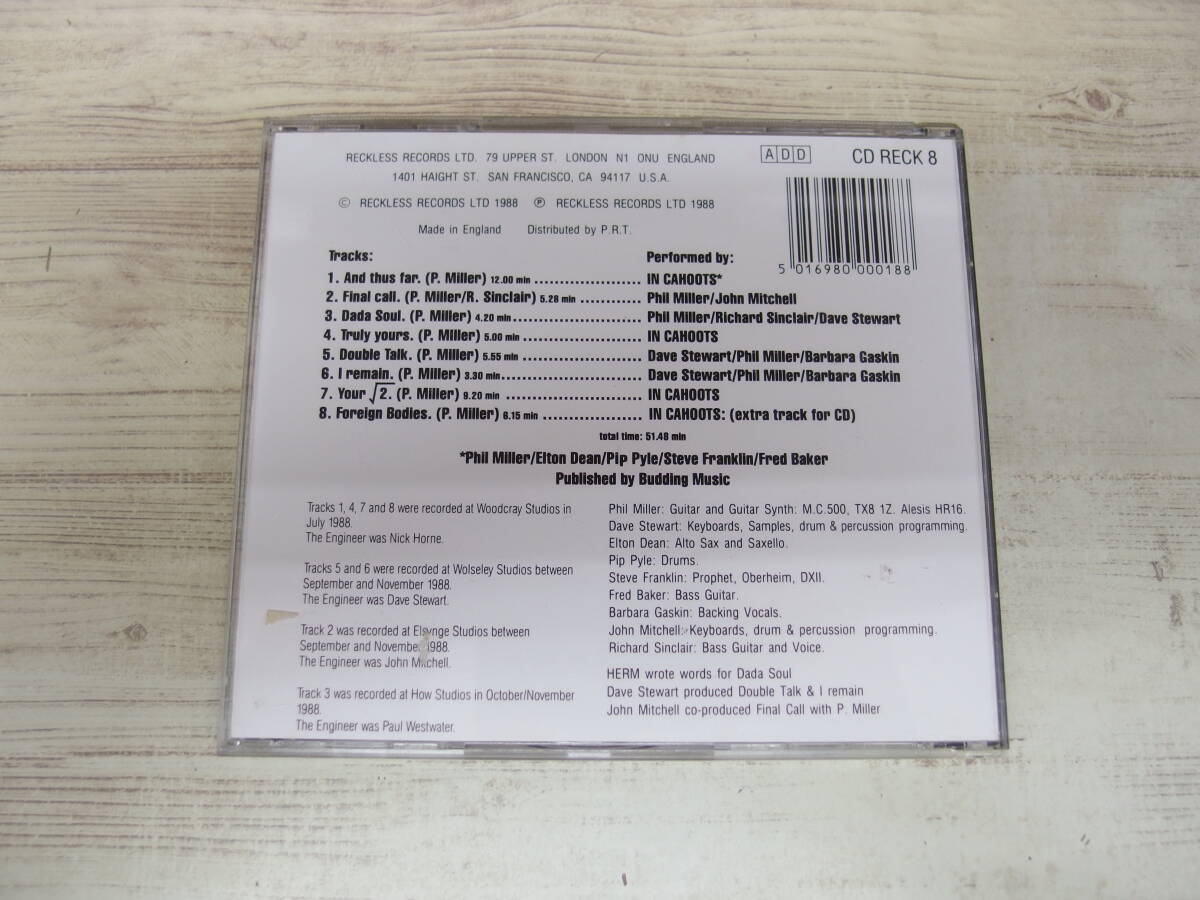 RECKLESS RECORDS LTD. 79 UPPER ST. LONDON N1 ONU ENGLAND
1401 HAIGHT ST. SAN FRANCISCO, CA 94117 U.S.A.
ADD CD RECK 8
© RECKLESS RECORDS LTD 1988 ℗ RECKLESS RECORDS LTD 1988
Made in England Distributed by P.R.T.
5 016980 000188
Tracks: Performed by:
1. And thus far. (P. Miller) 12.00 min ...................... IN CAHOOTS*
2. Final call. (P. Miller/R. Sinclair) 5.28 min ............ Phil Miller/John Mitchell
3. Dada Soul. (P. Miller) 4.20 min.......................... Phil Miller/Richard Sinclair/Dave Stewart
4. Truly yours. (P. Miller) 5.00 min ........................ IN CAHOOTS
5. Double Talk. (P. Miller) 5.55 min ........................ Dave Stewart/Phil Miller/Barbara Gaskin
6. I remain. (P. Miller) 3.30 min............................ Dave Stewart/Phil Miller/Barbara Gaskin
7. Your √2. (P. Miller) 9.20 min ........................... IN CAHOOTS
8. Foreign Bodies. (P. Miller) 6.15 min .................... IN CAHOOTS: (extra track for CD)
total time: 51.48 min
*Phil Miller/Elton Dean/Pip Pyle/Steve Franklin/Fred Baker
Published by Budding Music
Tracks 1, 4, 7 and 8 were recorded at Woodcray Studios in
July 1988.
The Engineer was Nick Horne.
Tracks 5 and 6 were recorded at Wolseley Studios between
September and November 1988.
The Engineer was Dave Stewart.
Track 2 was recorded at Elsynge Studios between
September and November 1988.
The Engineer was John Mitchell.
Track 3 was recorded at How Studios in October/November
1988.
The Engineer was Paul Westwater.
Phil Miller: Guitar and Guitar Synth: M.C.500, TX8 1Z. Alesis HR16.
Dave Stewart: Keyboards, Samples, drum & percussion programming.
Elton Dean: Alto Sax and Saxello.
Pip Pyle: Drums.
Steve Franklin: Prophet, Oberheim, DXII.
Fred Baker: Bass Guitar.
Barbara Gaskin: Backing Vocals.
John Mitchell: Keyboards, drum & percussion programming.
Richard Sinclair: Bass Guitar and Voice.
HERM wrote words for Dada Soul
Dave Stewart produced Double Talk & I remain
John Mitchell co-produced Final Call with P. Miller